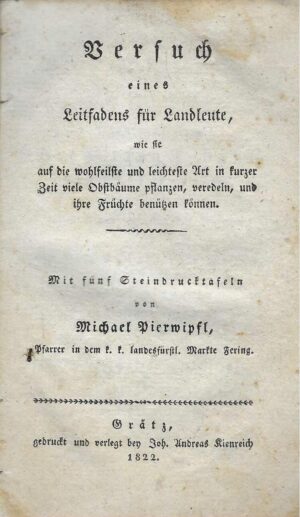 Versuch
eines
Leitfadens für Landleute,
wie sie
auf die wohlfeilste und leichteste Art in kurzer
Zeit viele Obstbäume pflanzen, veredeln, und
ihre Früchte benützen können.
Mit fünf Steindrucktafeln
von
Michael Pierwipfl,
Pfarrer in dem k. k. landesfürstl. Markte Fering.
Grätz,
gedruckt und verlegt bey Joh. Andreas Kienreich
1822.